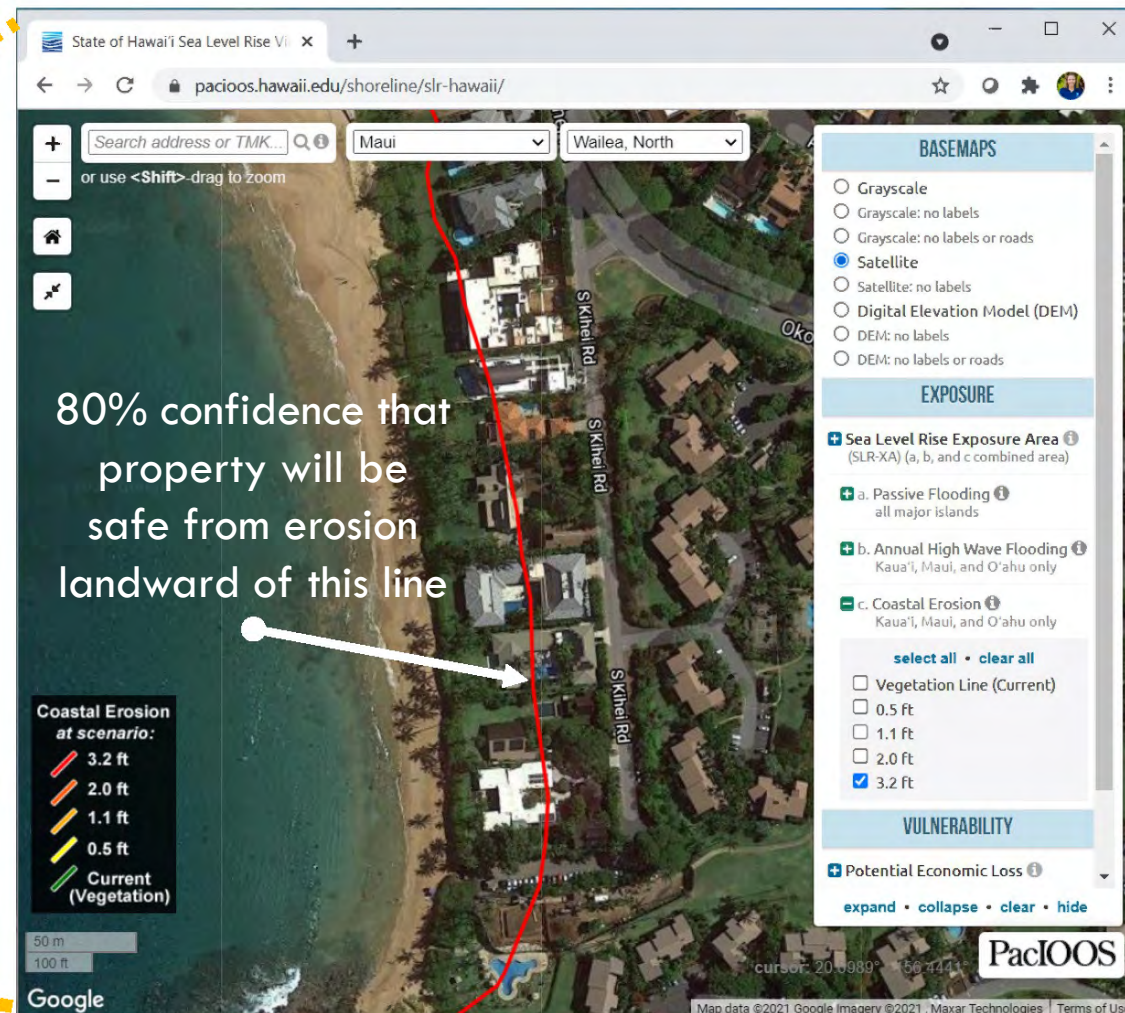 State of Hawai'i Sea Level Rise Vi
pacioos.hawaii.edu/shoreline/slr-hawaii/
Search address or TMK...
Maui
Wailea, North
or use <Shift>-drag to zoom
80% confidence that
property will be
safe from erosion
landward of this line
S Kihei Rd
S Kihei Rd
S Kihei Rd
Oko
BASEMAPS
Grayscale
Grayscale: no labels
Grayscale: no labels or roads
Satellite
Satellite: no labels
Digital Elevation Model (DEM)
DEM: no labels
DEM: no labels or roads
EXPOSURE
Sea Level Rise Exposure Area
(SLR-XA) (a, b, and c combined area)
a. Passive Flooding
all major islands
b. Annual High Wave Flooding
Kaua'i, Maui, and O'ahu only
c. Coastal Erosion
Kaua'i, Maui, and O'ahu only
select all • clear all
Vegetation Line (Current)
0.5 ft
1.1 ft
2.0 ft
3.2 ft
VULNERABILITY
Potential Economic Loss
expand • collapse • clear • hide
Coastal Erosion
at scenario:
3.2 ft
2.0 ft
1.1 ft
0.5 ft
Current
(Vegetation)
50 m
100 ft
Google
PacIOOS
cursor:
Map data ©2021 Google Imagery ©2021 , Maxar Technologies
Terms of Use